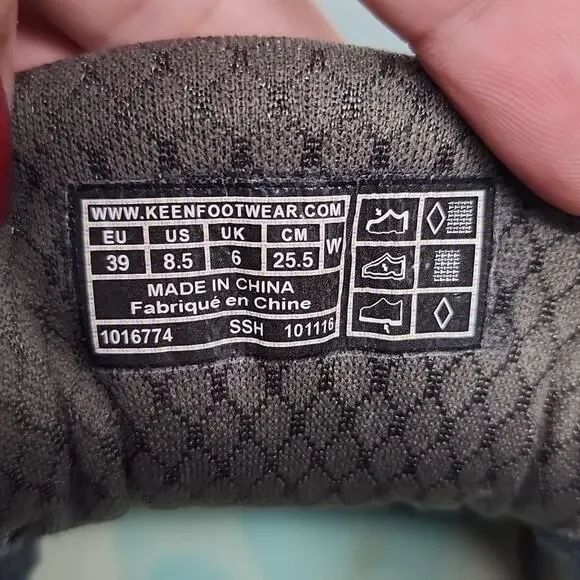 WWW.KEENFOOTWEAR.COM
EU US UK CM W
39 8.5 6 25.5
MADE IN CHINA
Fabriqué en Chine
1016774 SSH 101116